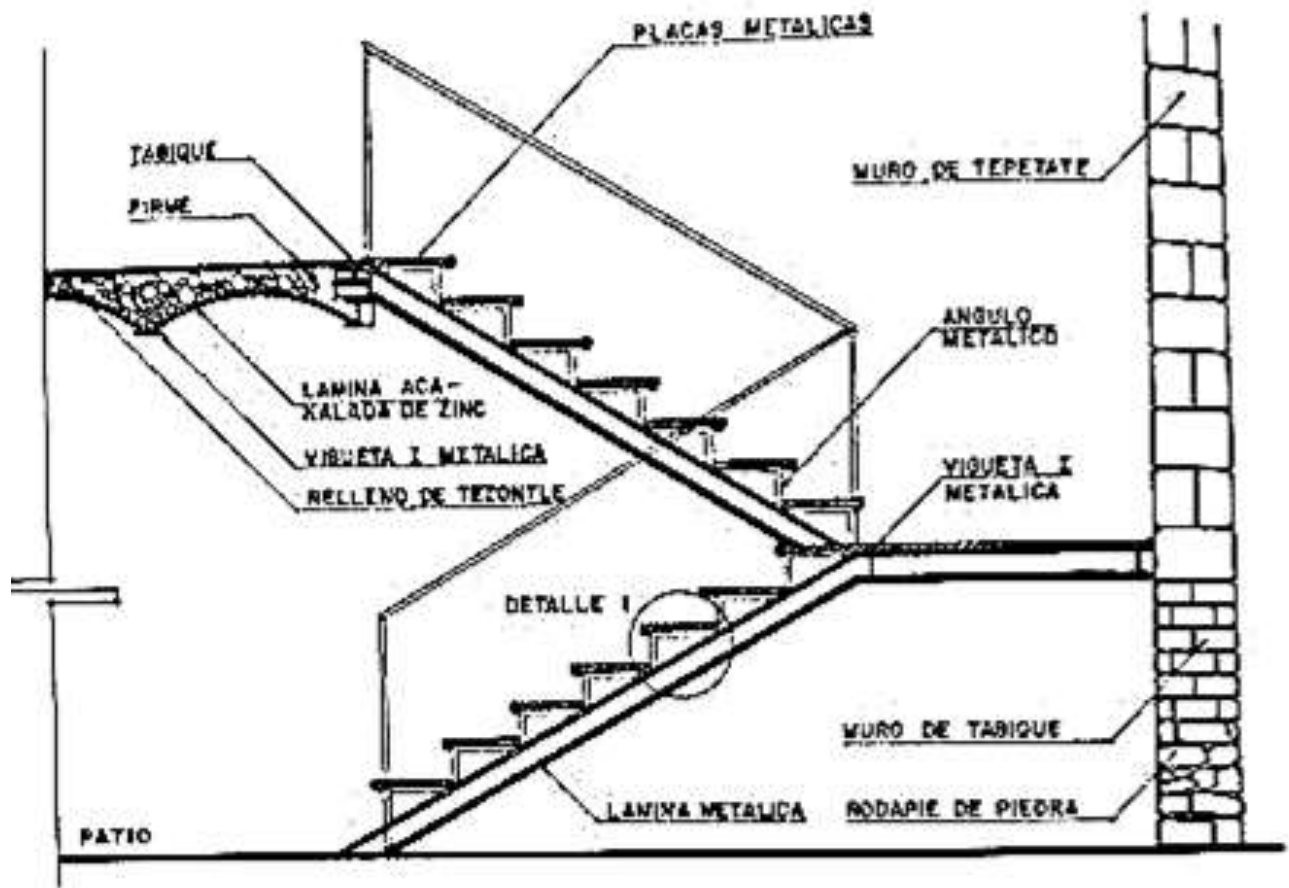 PLACAS METALICAS
TABIQUE
FIRME
MURO DE TEPETATE
ANGULO
METALICO
LAMINA ACA-
NALADA DE ZINC
VIGUETA I METALICA
RELLENO DE TEZONTLE
VIGUETA I
METALICA
DETALLE 1
MURO DE TABIQUE
LAMINA METALICA
RODAPIE DE PIEDRA
PATIO